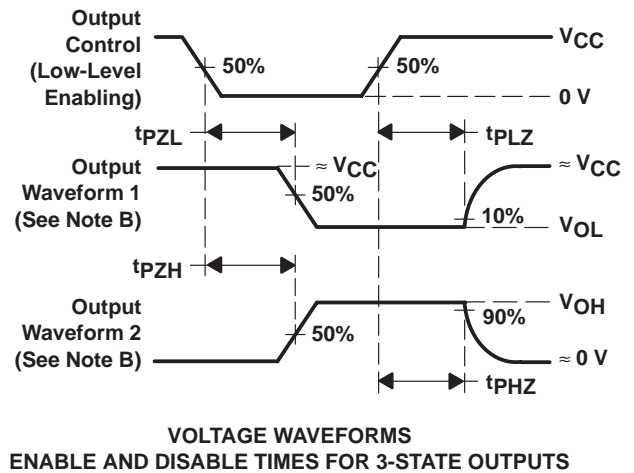 Output
Control
(Low-Level
Enabling)
50%
50%
VCC
0 V
tPZL
tPLZ
Output
Waveform 1
(See Note B)
≈ VCC
50%
≈ VCC
10%
VOL
tPZH
Output
Waveform 2
(See Note B)
50%
VOH
90%
≈ 0 V
tPHZ
VOLTAGE WAVEFORMS
ENABLE AND DISABLE TIMES FOR 3-STATE OUTPUTS